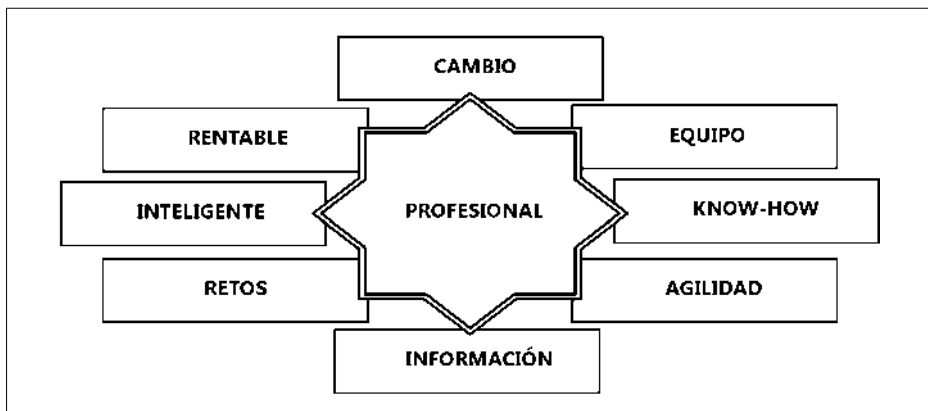 CAMBIO
RENTABLE
EQUIPO
INTELIGENTE
PROFESIONAL
KNOW-HOW
RETOS
AGILIDAD
INFORMACIÓN